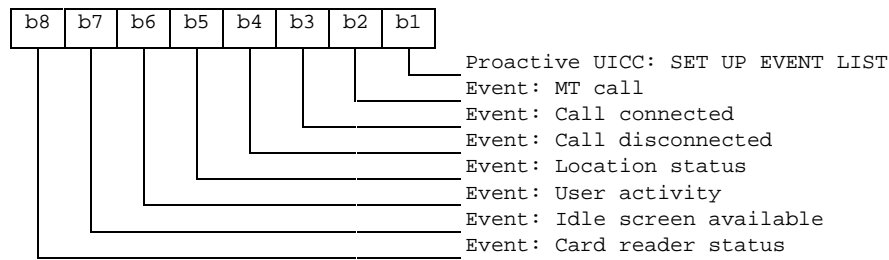 b8 b7 b6 b5 b4 b3 b2 b1
Proactive UICC: SET UP EVENT LIST
Event: MT call
Event: Call connected
Event: Call disconnected
Event: Location status
Event: User activity
Event: Idle screen available
Event: Card reader status